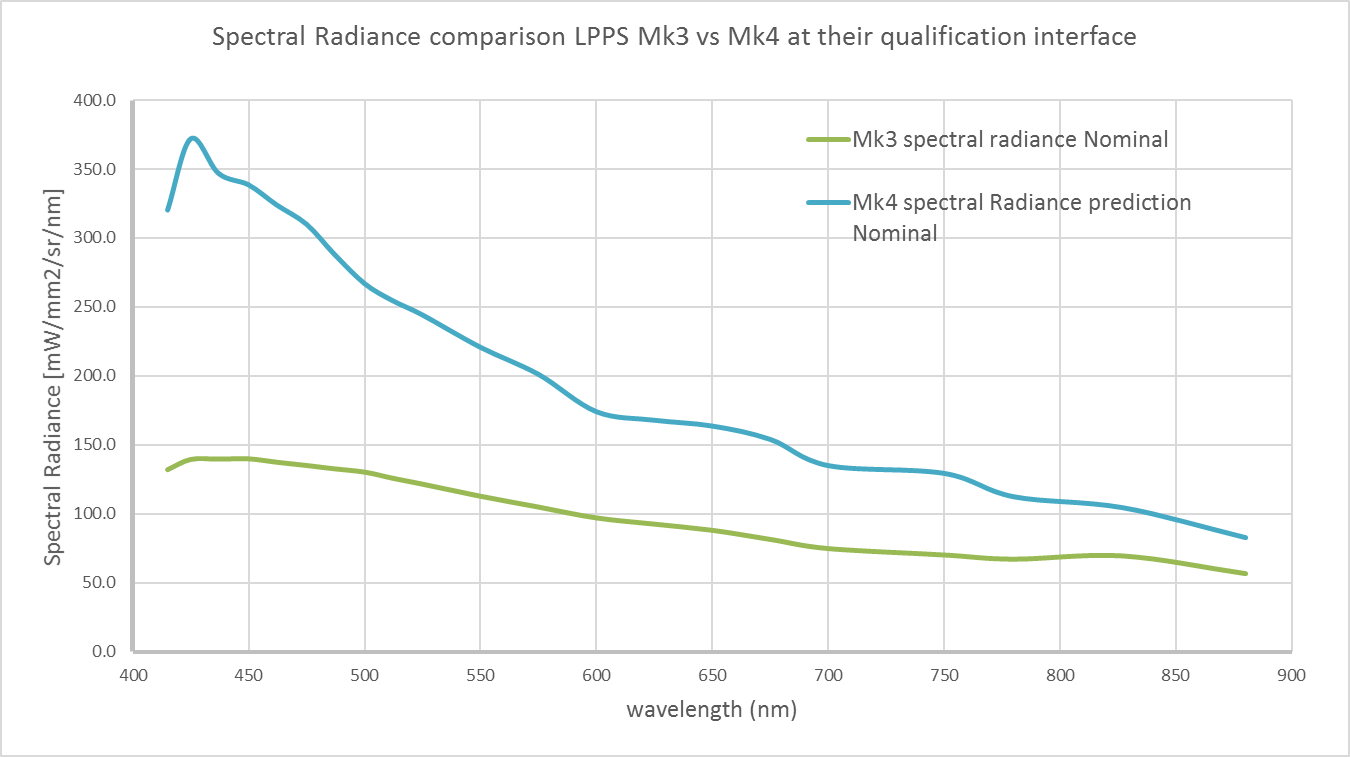 Spectral Radiance comparison LPPS Mk3 vs Mk4 at their qualification interface
Spectral Radiance [mW/mm2/sr/nm]
400.0
350.0
300.0
250.0
200.0
150.0
100.0
50.0
0.0
Mk3 spectral radiance Nominal
Mk4 spectral Radiance prediction
Nominal
400 450 500 550 600 650 700 750 800 850 900
wavelength (nm)